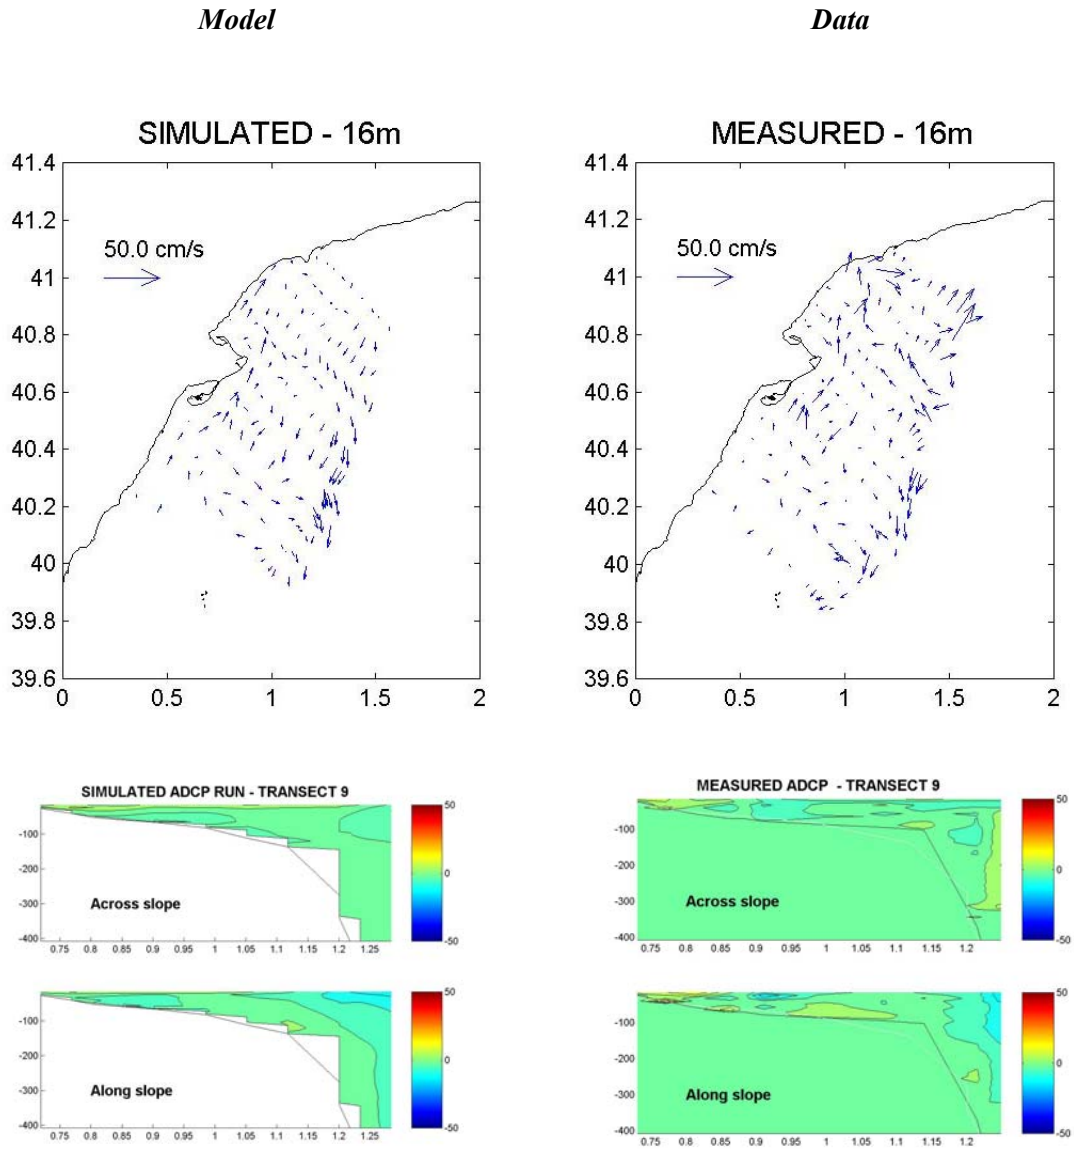 Model
Data
SIMULATED - 16m
41.4
41.2
41
40.8
40.6
40.4
40.2
40
39.8
39.6
50.0 cm/s
0 0.5 1 1.5 2
MEASURED - 16m
41.4
41.2
41
40.8
40.6
40.4
40.2
40
39.8
39.6
50.0 cm/s
0 0.5 1 1.5 2
SIMULATED ADCP RUN - TRANSECT 9
-100
-200
-300
-400
Across slope
0.75 0.8 0.85 0.9 0.95 1 1.05 1.1 1.15 1.2 1.25
50
0
-50
MEASURED ADCP - TRANSECT 9
0
-100
-200
-300
-400
Across slope
0.75 0.8 0.85 0.9 0.95 1 1.05 1.1 1.15 1.2
50
0
-50
-100
-200
-300
-400
Along slope
0.75 0.8 0.85 0.9 0.95 1 1.05 1.1 1.15 1.2 1.25
50
0
-50
0
-100
-200
-300
-400
Along slope
0.75 0.8 0.85 0.9 0.95 1 1.05 1.1 1.15 1.2
50
0
-50